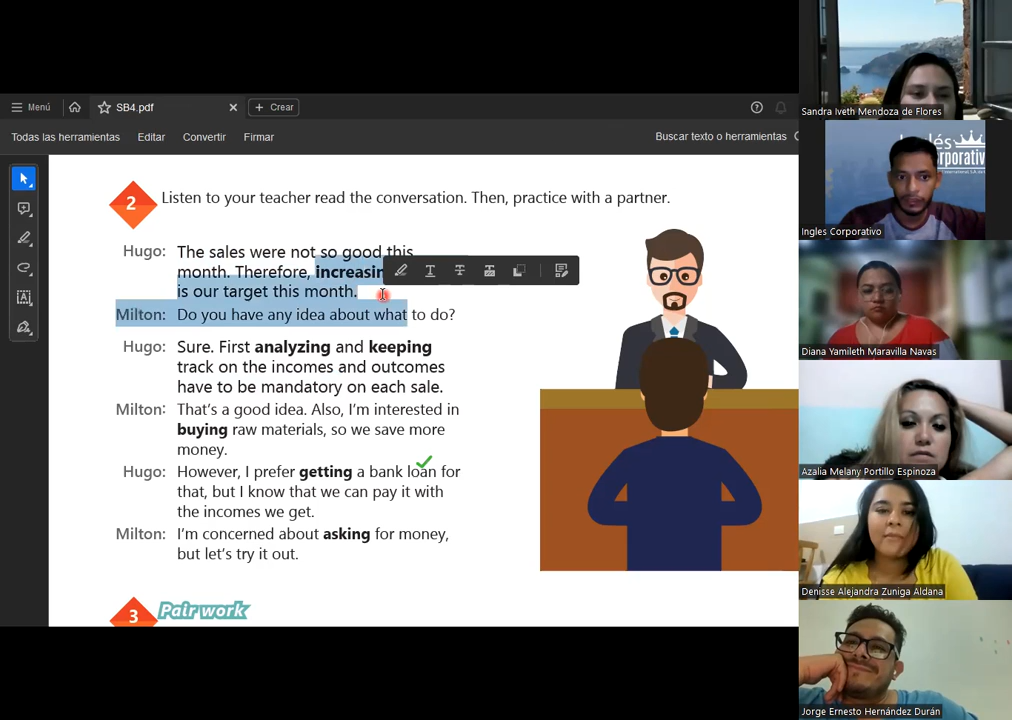 Menú
SB4.pdf
Crear
Todas las herramientas
Editar
Convertir
Firmar
Buscar texto o herramientas
2
Listen to your teacher read the conversation. Then, practice with a partner.
Hugo: The sales were not so good this
month. Therefore, increasin
is our target this month.
Milton: Do you have any idea about what to do?
Hugo: Sure. First analyzing and keeping
track on the incomes and outcomes
have to be mandatory on each sale.
Milton: That's a good idea. Also, I'm interested in
buying raw materials, so we save more
money.
Hugo: However, I prefer getting a bank loan for
that, but I know that we can pay it with
the incomes we get.
Milton: I'm concerned about asking for money,
but let's try it out.
3
Pair work
Sandra Iveth Mendoza de Flores
Inglés
orporativo
Ingles Corporativo
Diana Yamileth Maravilla Navas
Azalia Melany Portillo Espinoza
Denisse Alejandra Zuniga Aldana
Jorge Ernesto Hernández Durán